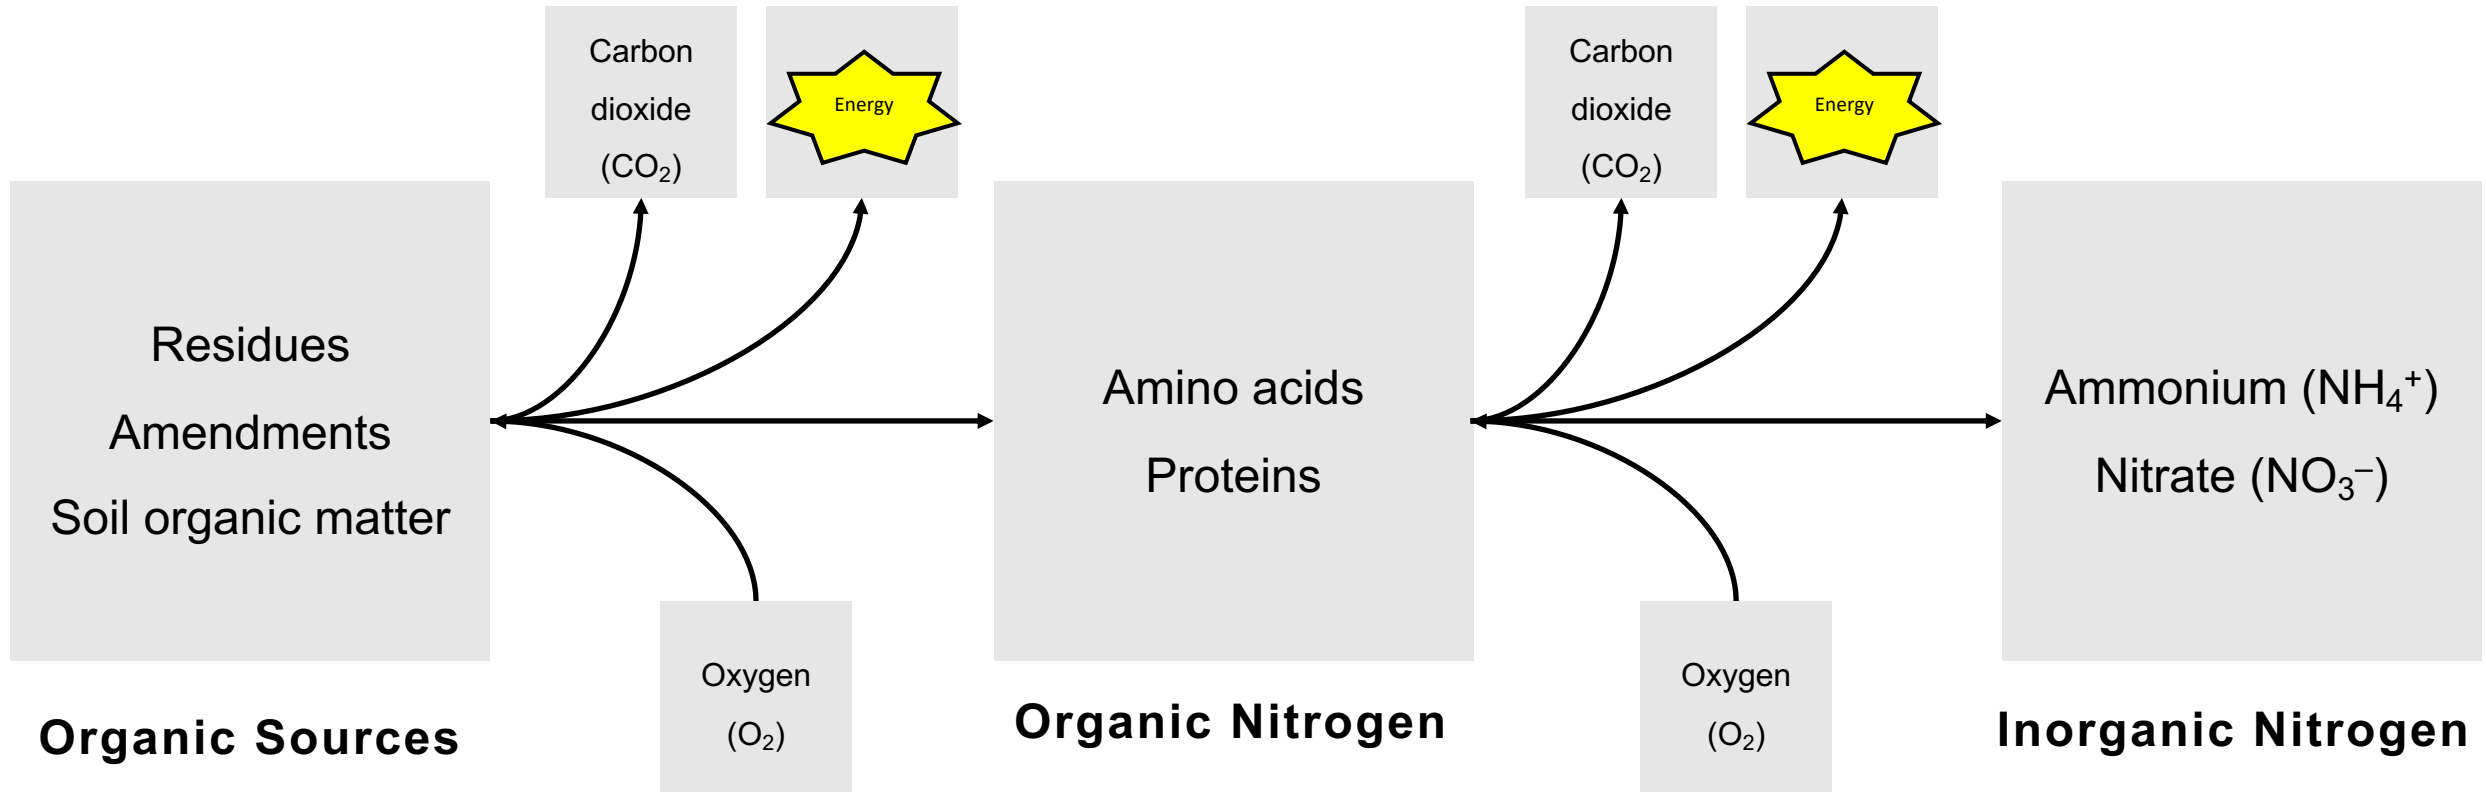 Residues
Amendments
Soil organic matter
Organic Sources
Carbon
dioxide
(CO₂)
Energy
Oxygen
(O₂)
Amino acids
Proteins
Organic Nitrogen
Carbon
dioxide
(CO₂)
Energy
Oxygen
(O₂)
Ammonium (NH₄⁺)
Nitrate (NO₃⁻)
Inorganic Nitrogen